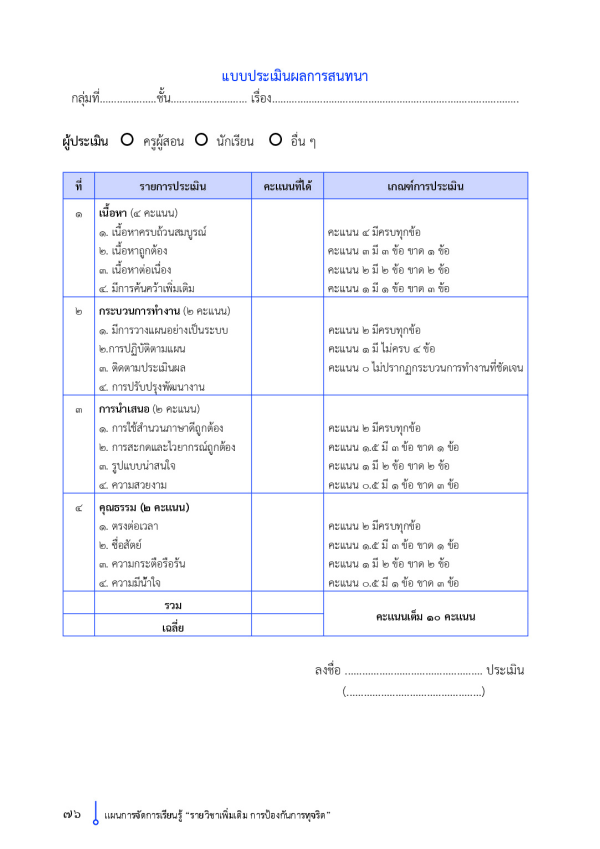 แบบประเมินผลการสนทนา
กลุ่มที่....................ชั้น........................... เรื่อง.......................................................................................
ผู้ประเมิน O ครูผู้สอน O นักเรียน O อื่น ๆ
ที่ รายการประเมิน คะแนนที่ได้ เกณฑ์การประเมิน
๑ เนื้อหา (๔ คะแนน)
๑. เนื้อหาครบถ้วนสมบูรณ์ คะแนน ๔ มีครบทุกข้อ
๒. เนื้อหาถูกต้อง คะแนน ๓ มี ๓ ข้อ ขาด ๑ ข้อ
๓. เนื้อหาต่อเนื่อง คะแนน ๒ มี ๒ ข้อ ขาด ๒ ข้อ
๔. มีการค้นคว้าเพิ่มเติม คะแนน ๑ มี ๑ ข้อ ขาด ๓ ข้อ
๒ กระบวนการทำงาน (๒ คะแนน)
๑. มีการวางแผนอย่างเป็นระบบ คะแนน ๒ มีครบทุกข้อ
๒.การปฏิบัติตามแผน คะแนน ๑ มี ไม่ครบ ๔ ข้อ
๓. ติดตามประเมินผล คะแนน ๐ ไม่ปรากฏกระบวนการทำงานที่ชัดเจน
๔. การปรับปรุงพัฒนางาน
๓ การนำเสนอ (๒ คะแนน)
๑. การใช้สำนวนภาษาดีถูกต้อง คะแนน ๒ มีครบทุกข้อ
๒. การสะกดและไวยากรณ์ถูกต้อง คะแนน ๑.๕ มี ๓ ข้อ ขาด ๑ ข้อ
๓. รูปแบบน่าสนใจ คะแนน ๑ มี ๒ ข้อ ขาด ๒ ข้อ
๔. ความสวยงาม คะแนน ๐.๕ มี ๑ ข้อ ขาด ๓ ข้อ
๔ คุณธรรม (๒ คะแนน)
๑. ตรงต่อเวลา คะแนน ๒ มีครบทุกข้อ
๒. ซื่อสัตย์ คะแนน ๑.๕ มี ๓ ข้อ ขาด ๑ ข้อ
๓. ความกระตือรือร้น คะแนน ๑ มี ๒ ข้อ ขาด ๒ ข้อ
๔. ความมีน้ำใจ คะแนน ๐.๕ มี ๑ ข้อ ขาด ๓ ข้อ
รวม
คะแนนเต็ม ๑๐ คะแนน
เฉลี่ย
ลงชื่อ ................................................ ประเมิน
(................................................)
๗๖ แผนการจัดการเรียนรู้ “รายวิชาเพิ่มเติม การป้องกันการทุจริต”